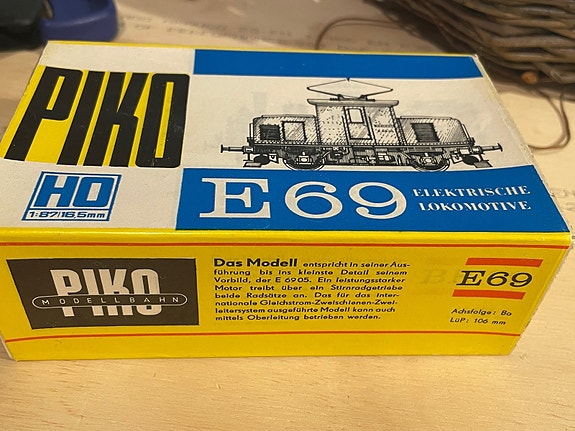 PIKO
HO
1:87/16,5mm
E 69 ELEKTRISCHE
LOKOMOTIVE
PIKO
MODELLBAHN
Das Modell entspricht in seiner Aus-
führung bis ins kleinste Detail seinem
Vorbild, der E 6905. Ein leistungsstarker
Motor treibt über ein Stirnradgetriebe
beide Radsätze an. Das für das inter-
nationale Gleichstrom-Zweischienen-Zwei-
leitersystem ausgeführte Modell kann auch
mittels Oberleitung betrieben werden.
E69
Achsfolge: Bo
LüP: 106 mm